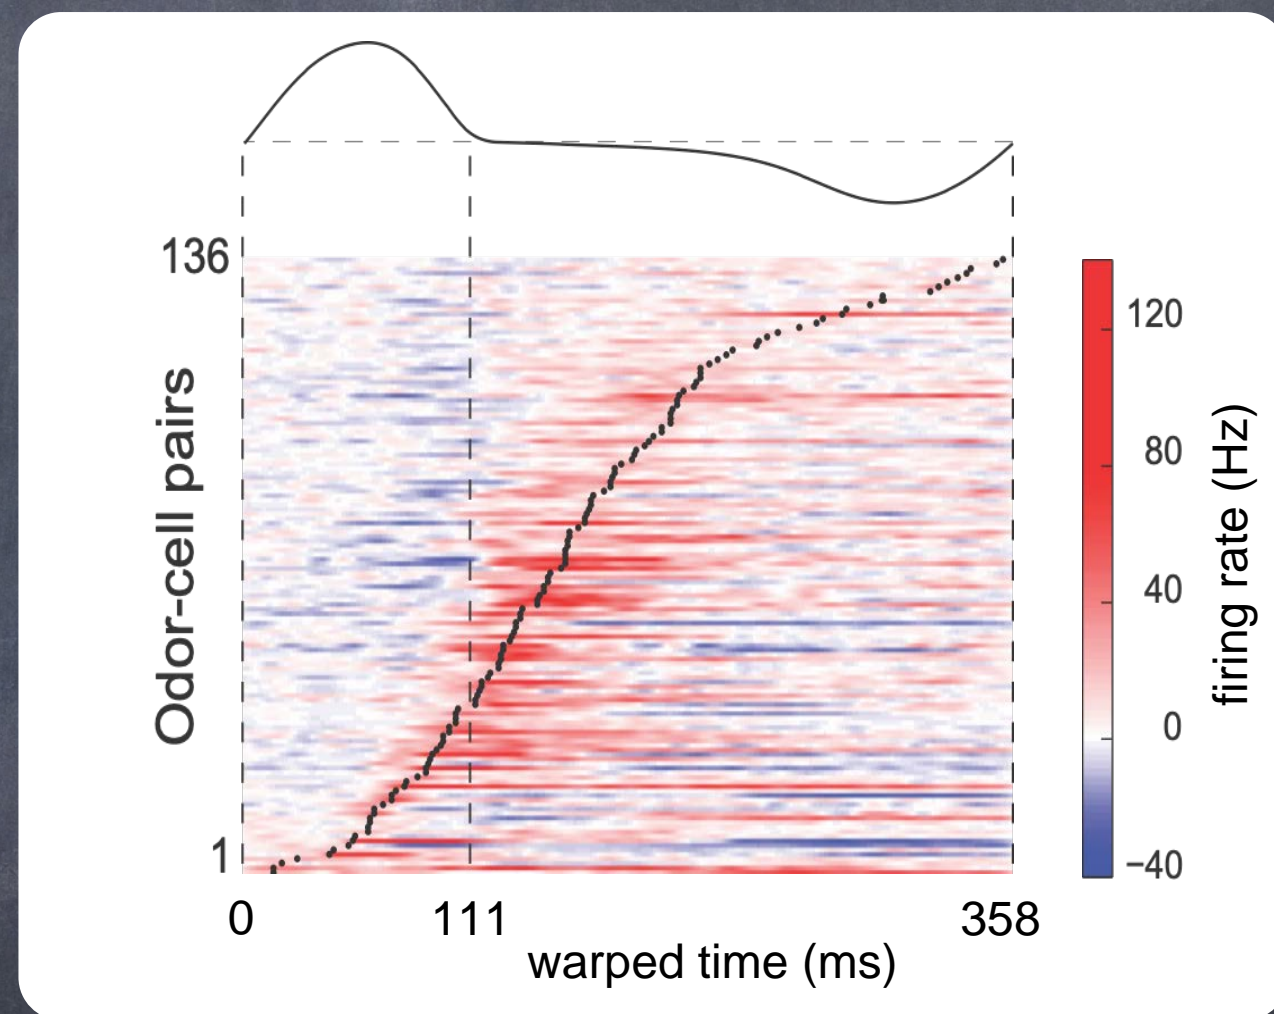 136
Odor-cell pairs
1
0 111 358
warped time (ms)
120
80
40
0
−40
firing rate (Hz)